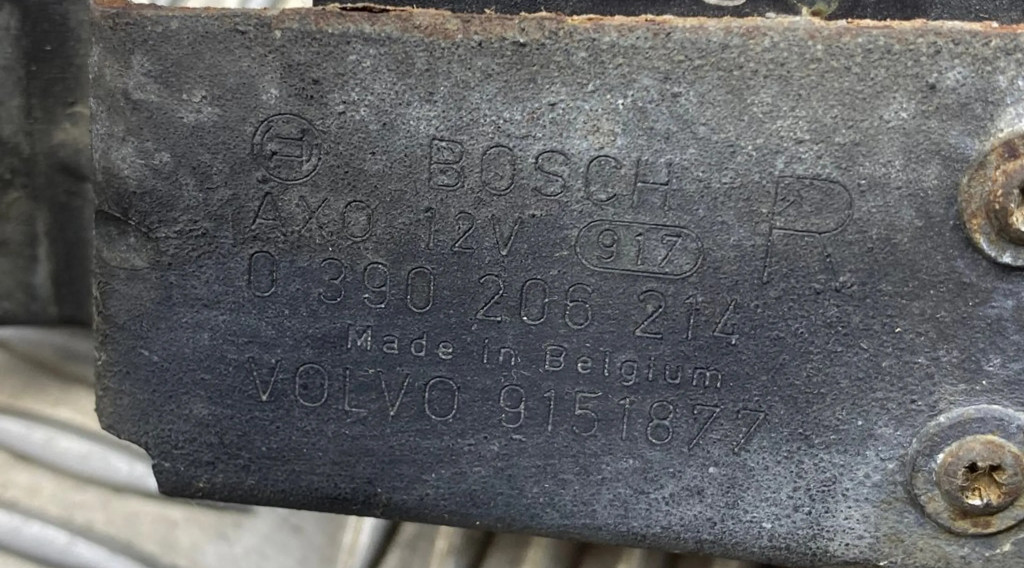 BOSCH
AXO 12V 917 R
0 390 206 214
Made in Belgium
VOLVO 9151877